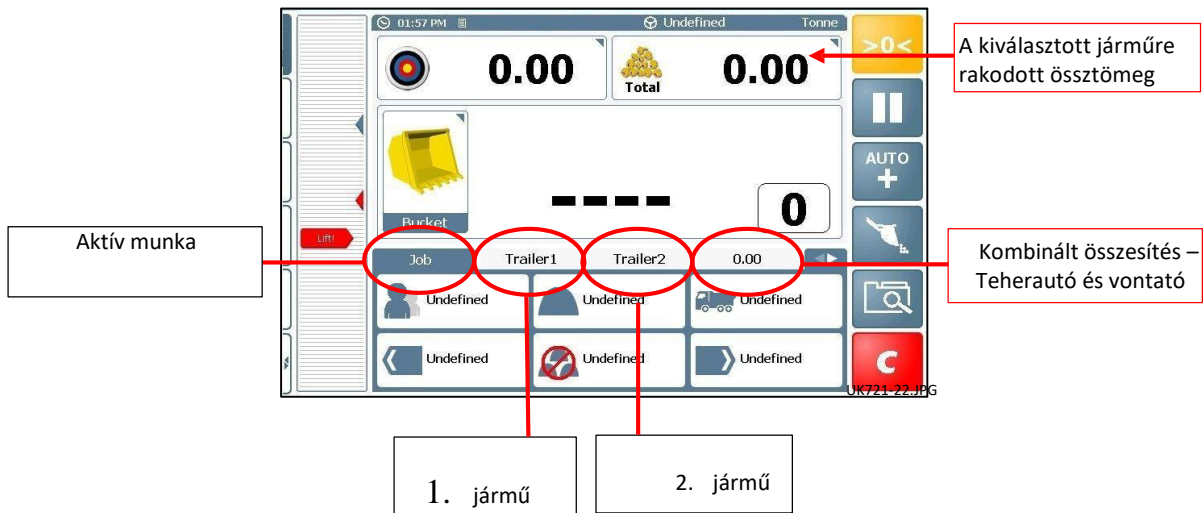 01:57 PM
Undefined
Tonne
0.00
Total
0.00
>0<
A kiválasztott járműre
rakodott össztömeg
AUTO
+
Bucket
----
0
Lift!
Aktív munka
Job
Trailer1
Trailer2
0.00
Kombinált összesítés –
Teherautó és vontató
Undefined
Undefined
Undefined
Undefined
Undefined
Undefined
C
UK721-22.JPG
1. jármű
2. jármű